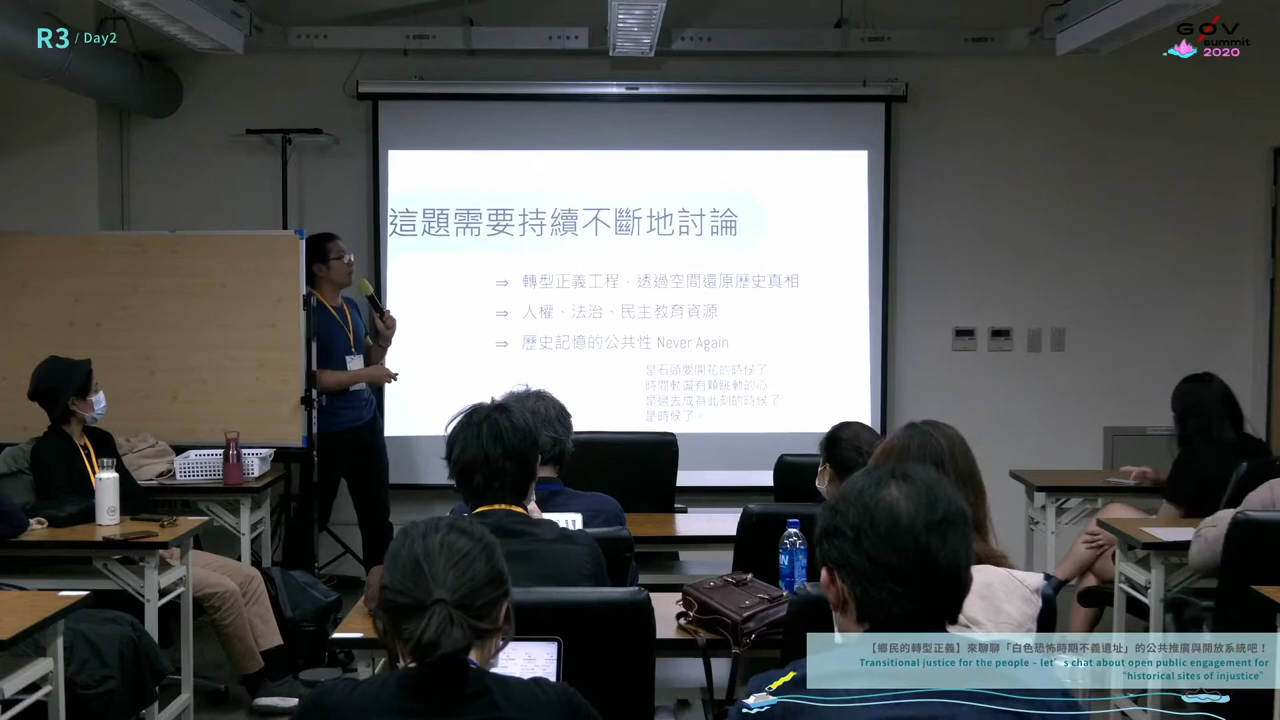 R3 / Day2
G0V
summit
2020
這題需要持續不斷地討論
⇒ 轉型正義工程，透過空間還原歷史真相
⇒ 人權、法治、民主教育資源
⇒ 歷史記憶的公共性 Never Again
是石頭要開花的時候了
時間動盪有顆跳動的心
是過去成為此刻的時候了
是時候了。
【鄉民的轉型正義】來聊聊「白色恐怖時期不義遺址」的公共推廣與開放系統吧！
Transitional justice for the people – let's chat about open public engagement for
"historical sites of injustice"